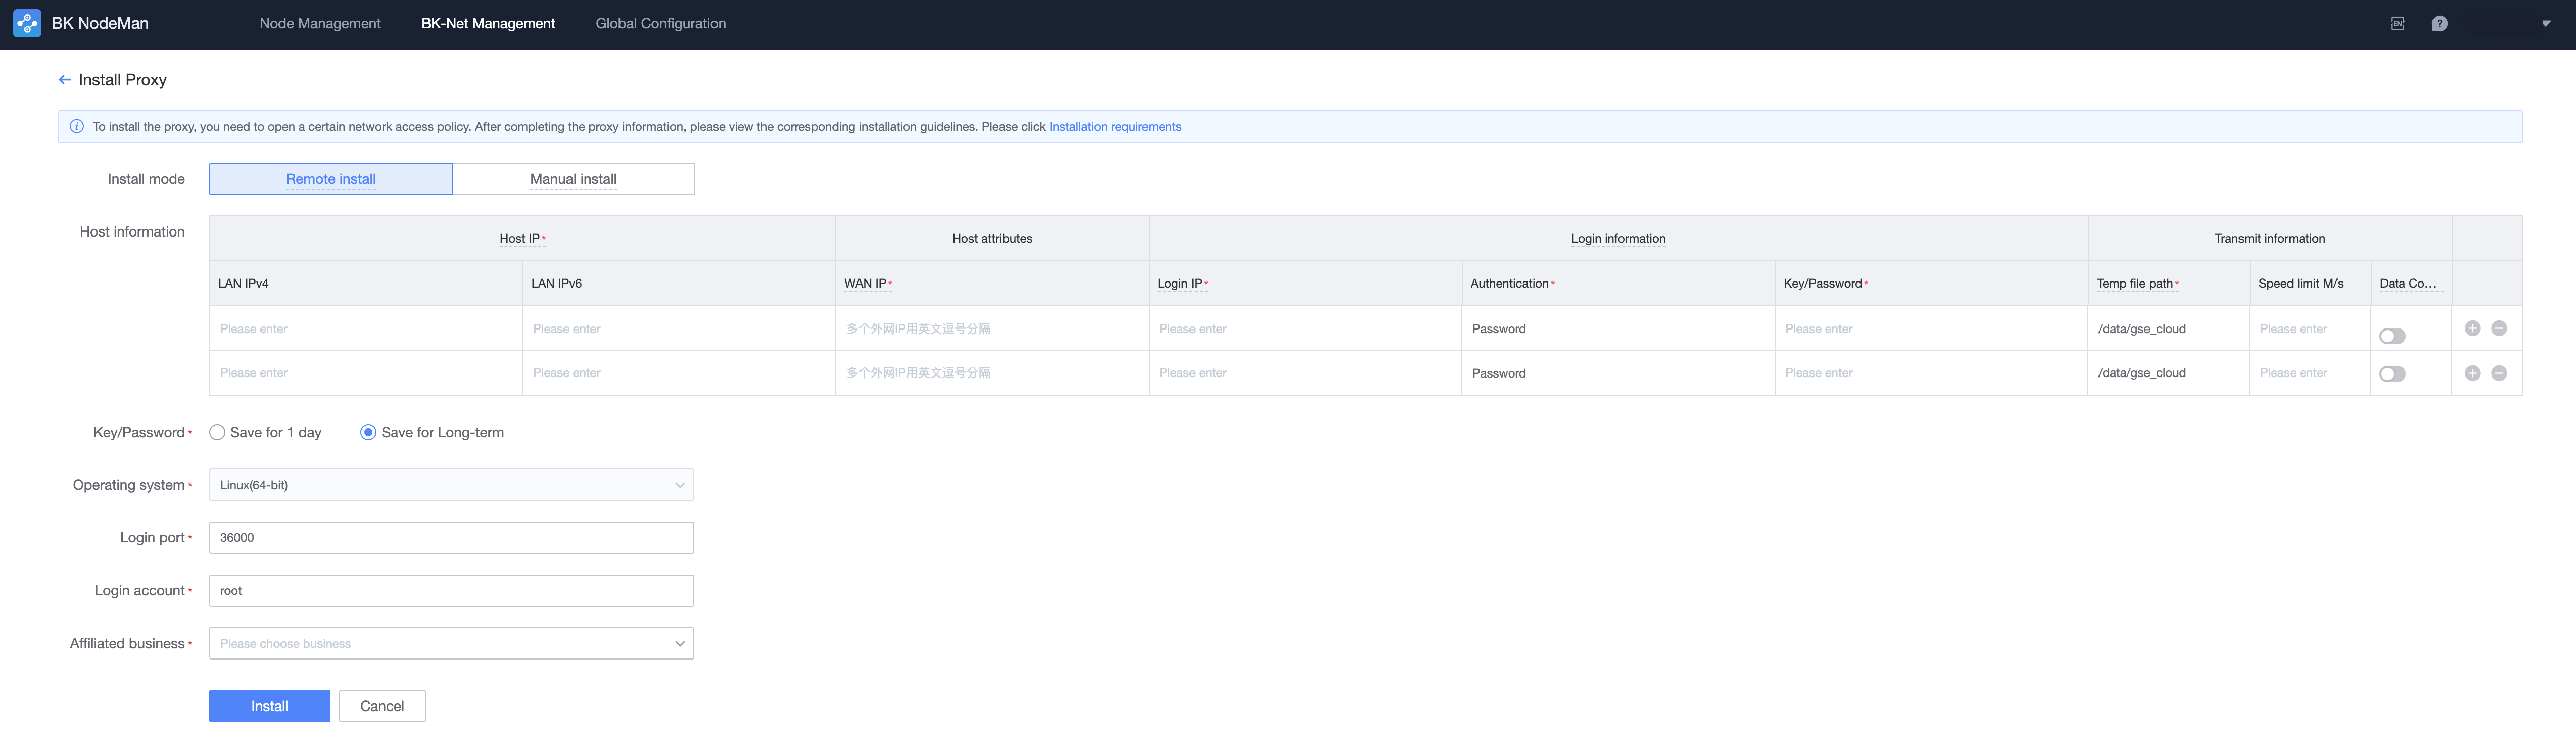 BK NodeMan
Node Management
BK-Net Management
Global Configuration
EN
?
Install Proxy
To install the proxy, you need to open a certain network access policy. After completing the proxy information, please view the corresponding installation guidelines. Please click Installation requirements
Install mode
Remote install
Manual install
Host information
Host IP*
Host attributes
Login information
Transmit information
LAN IPv4
LAN IPv6
WAN IP*
Login IP*
Authentication*
Key/Password*
Temp file path*
Speed limit M/s
Data Co...
Please enter
Please enter
多个外网IP用英文逗号分隔
Please enter
Password
Please enter
/data/gse_cloud
Please enter
Please enter
Please enter
多个外网IP用英文逗号分隔
Please enter
Password
Please enter
/data/gse_cloud
Please enter
Key/Password*
Save for 1 day
Save for Long-term
Operating system*
Linux(64-bit)
Login port*
36000
Login account*
root
Affiliated business*
Please choose business
Install
Cancel